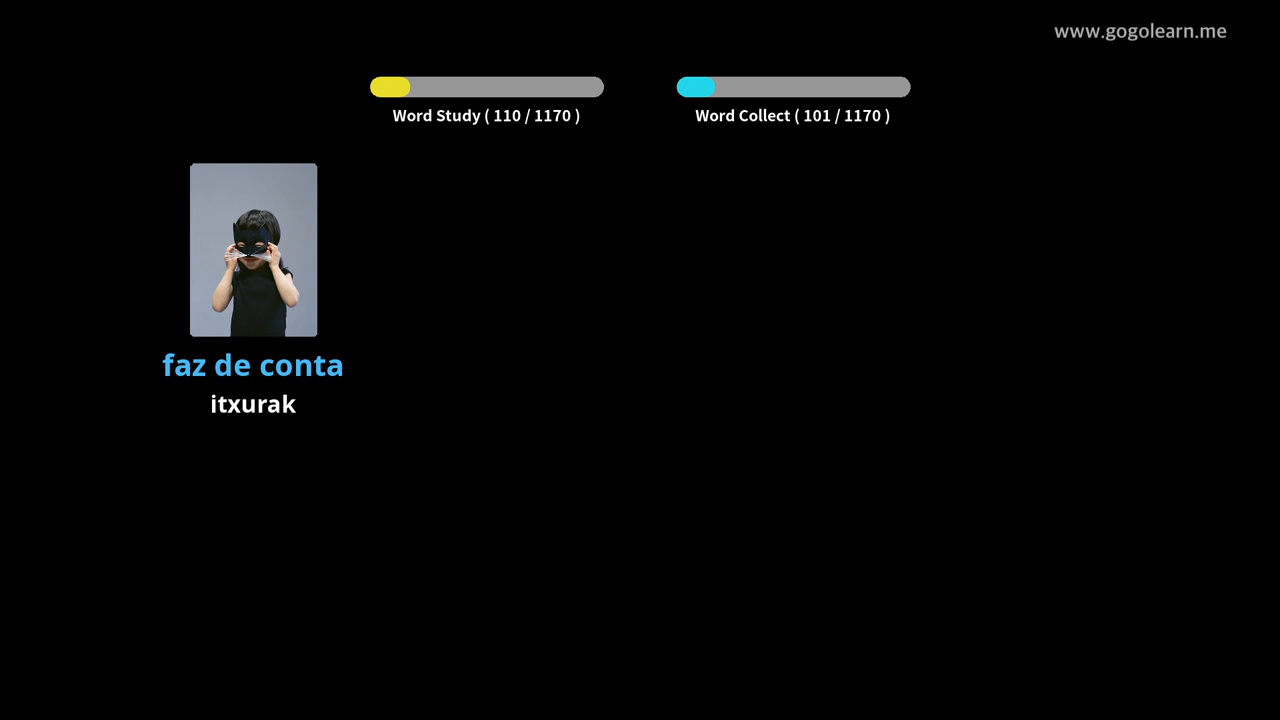 www.gogolearn.me
Word Study ( 110 / 1170 )
Word Collect ( 101 / 1170 )
faz de conta
itxurak